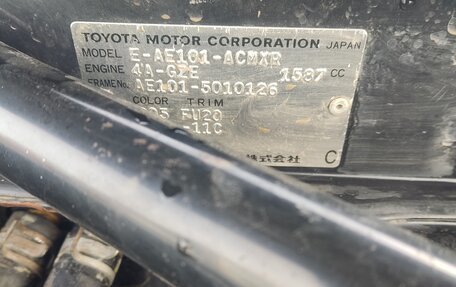 TOYOTA MOTOR CORPORATION JAPAN
MODEL E-AE101-ACMXR
ENGINE 4A-GZE 1587 CC
FRAME No. AE101-5010126
COLOR TRIM
FU20
-11C
株式会社 C